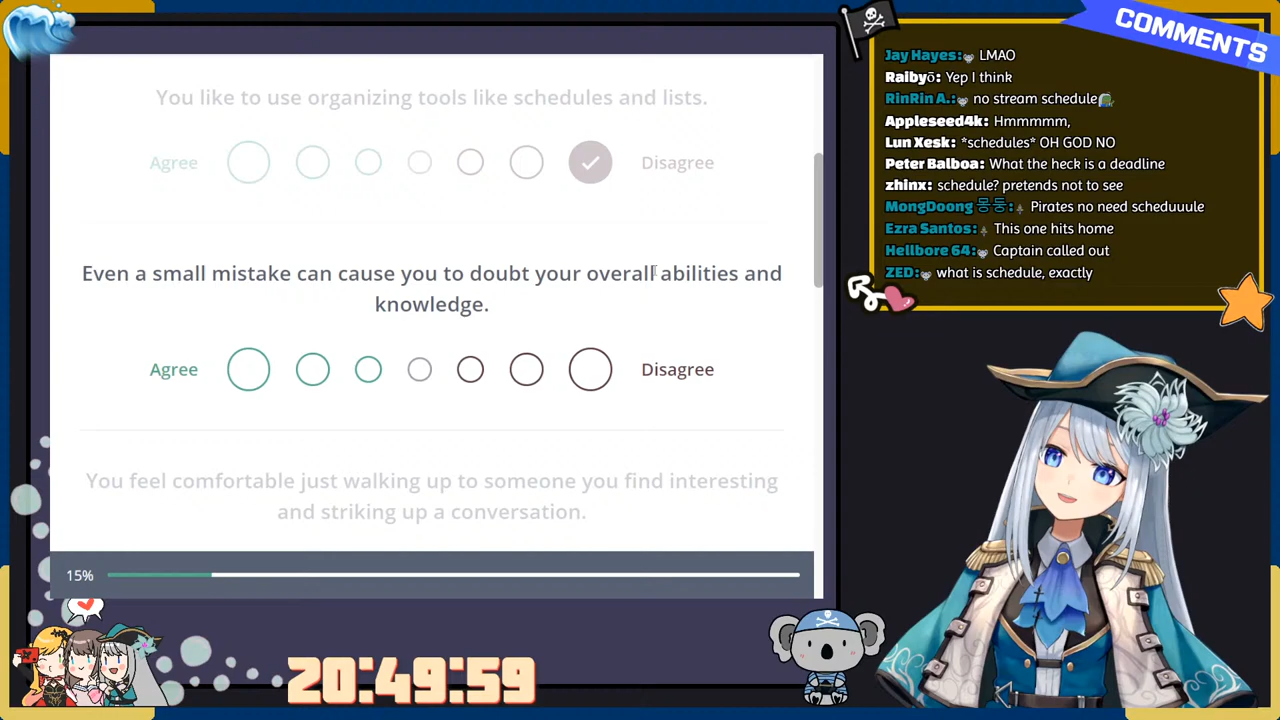 You like to use organizing tools like schedules and lists.
Agree
Disagree
Even a small mistake can cause you to doubt your overall abilities and
knowledge.
Agree
Disagree
You feel comfortable just walking up to someone you find interesting
and striking up a conversation.
15%
20:49:59
COMMENTS
Jay Hayes: LMAO
Raibyō: Yep I think
RinRin A.: no stream schedule
Appleseed4k: Hmmmmm,
Lun Xesk: *schedules* OH GOD NO
Peter Balboa: What the heck is a deadline
zhinx: schedule? pretends not to see
MongDoong 몽둥: Pirates no need scheduuule
Ezra Santos: This one hits home
Hellbore 64: Captain called out
ZED: what is schedule, exactly